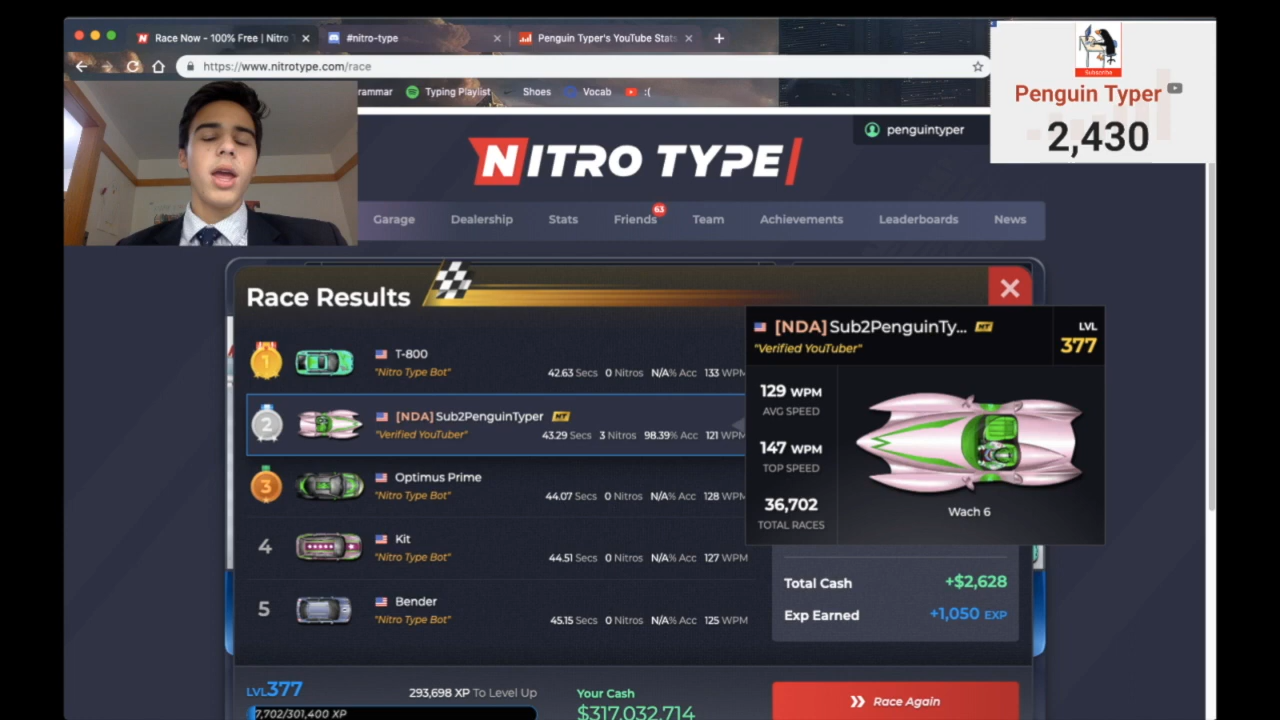 Race Now - 100% Free | Nitro
#nitro-type
Penguin Typer's YouTube Stats
https://www.nitrotype.com/race
rammar
Typing Playlist
Shoes
Vocab
:(
Subscribe
Penguin Typer
2,430
penguintyper
NITRO TYPE
Garage
Dealership
Stats
Friends
63
Team
Achievements
Leaderboards
News
Race Results
1
T-800
"Nitro Type Bot"
42.63 Secs 0 Nitros N/A% Acc 133 WPM
2
[NDA] Sub2PenguinTyper NT
"Verified YouTuber"
43.29 Secs 3 Nitros 98.39% Acc 121 WPM
3
Optimus Prime
"Nitro Type Bot"
44.07 Secs 0 Nitros N/A% Acc 128 WPM
4
Kit
"Nitro Type Bot"
44.51 Secs 0 Nitros N/A% Acc 127 WPM
5
Bender
"Nitro Type Bot"
45.15 Secs 0 Nitros N/A% Acc 125 WPM
[NDA] Sub2PenguinTy... NT
"Verified YouTuber"
LVL
377
129 WPM
AVG SPEED
147 WPM
TOP SPEED
36,702
TOTAL RACES
Wach 6
Total Cash +$2,628
Exp Earned +1,050 EXP
LVL377
293,698 XP To Level Up
7,702/301,400 XP
Your Cash
$317,032,714
Race Again